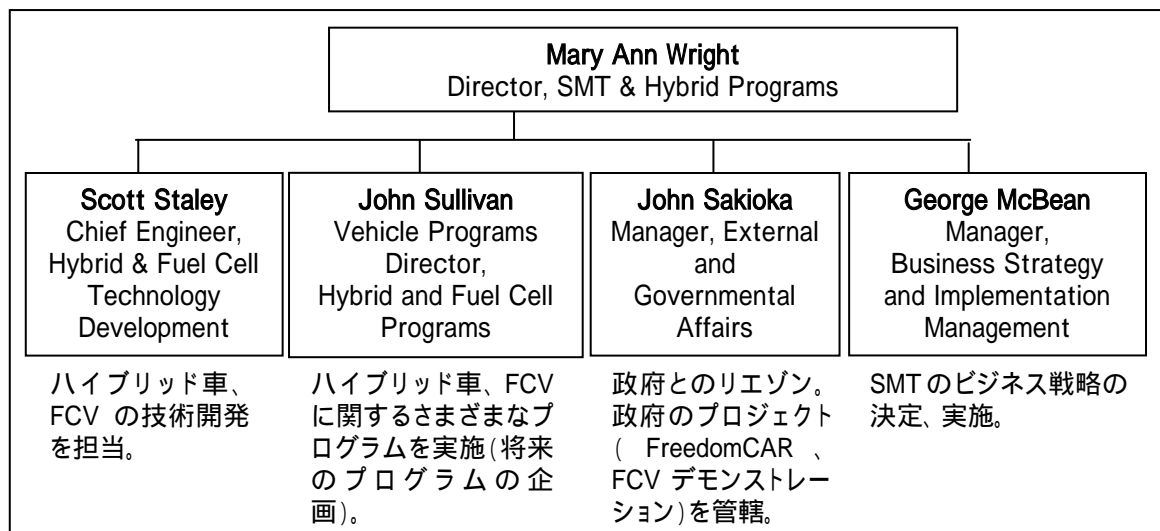 Mary Ann Wright
Director, SMT & Hybrid Programs
Scott Staley
Chief Engineer,
Hybrid & Fuel Cell
Technology
Development
ハイブリッド車、
FCV の技術開発
を担当。
John Sullivan
Vehicle Programs
Director,
Hybrid and Fuel Cell
Programs
ハイブリッド車、FCV
に関するさまざまなプ
ログラムを実施(将来
のプログラムの企
画)。
John Sakioka
Manager, External
and
Governmental
Affairs
政府とのリエゾン。
政府のプロジェクト
( FreedomCAR 、
FCV デモンストレー
ション)を管轄。
George McBean
Manager,
Business Strategy
and Implementation
Management
SMT のビジネス戦略の
決定、実施。